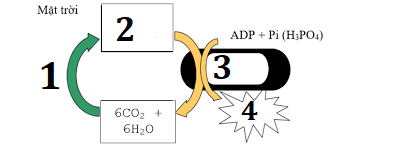 Mặt trời
2
ADP + Pi (H3PO4)
1
3
6CO2 +
6H2O
4